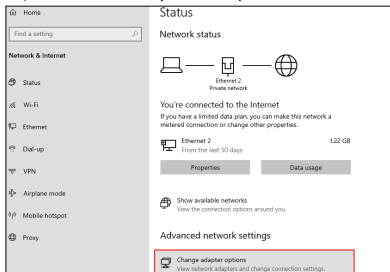 Home
Find a setting
Network & Internet
Status
Wi-Fi
Ethernet
Dial-up
VPN
Airplane mode
Mobile hotspot
Proxy
Status
Network status
Ethernet 2
Private network
You're connected to the Internet
If you have a limited data plan, you can make this network a
metered connection or change other properties.
Ethernet 2
From the last 30 days
1.22 GB
Properties
Data usage
Show available networks
View the connection options around you.
Advanced network settings
Change adapter options
View network adapters and change connection settings.